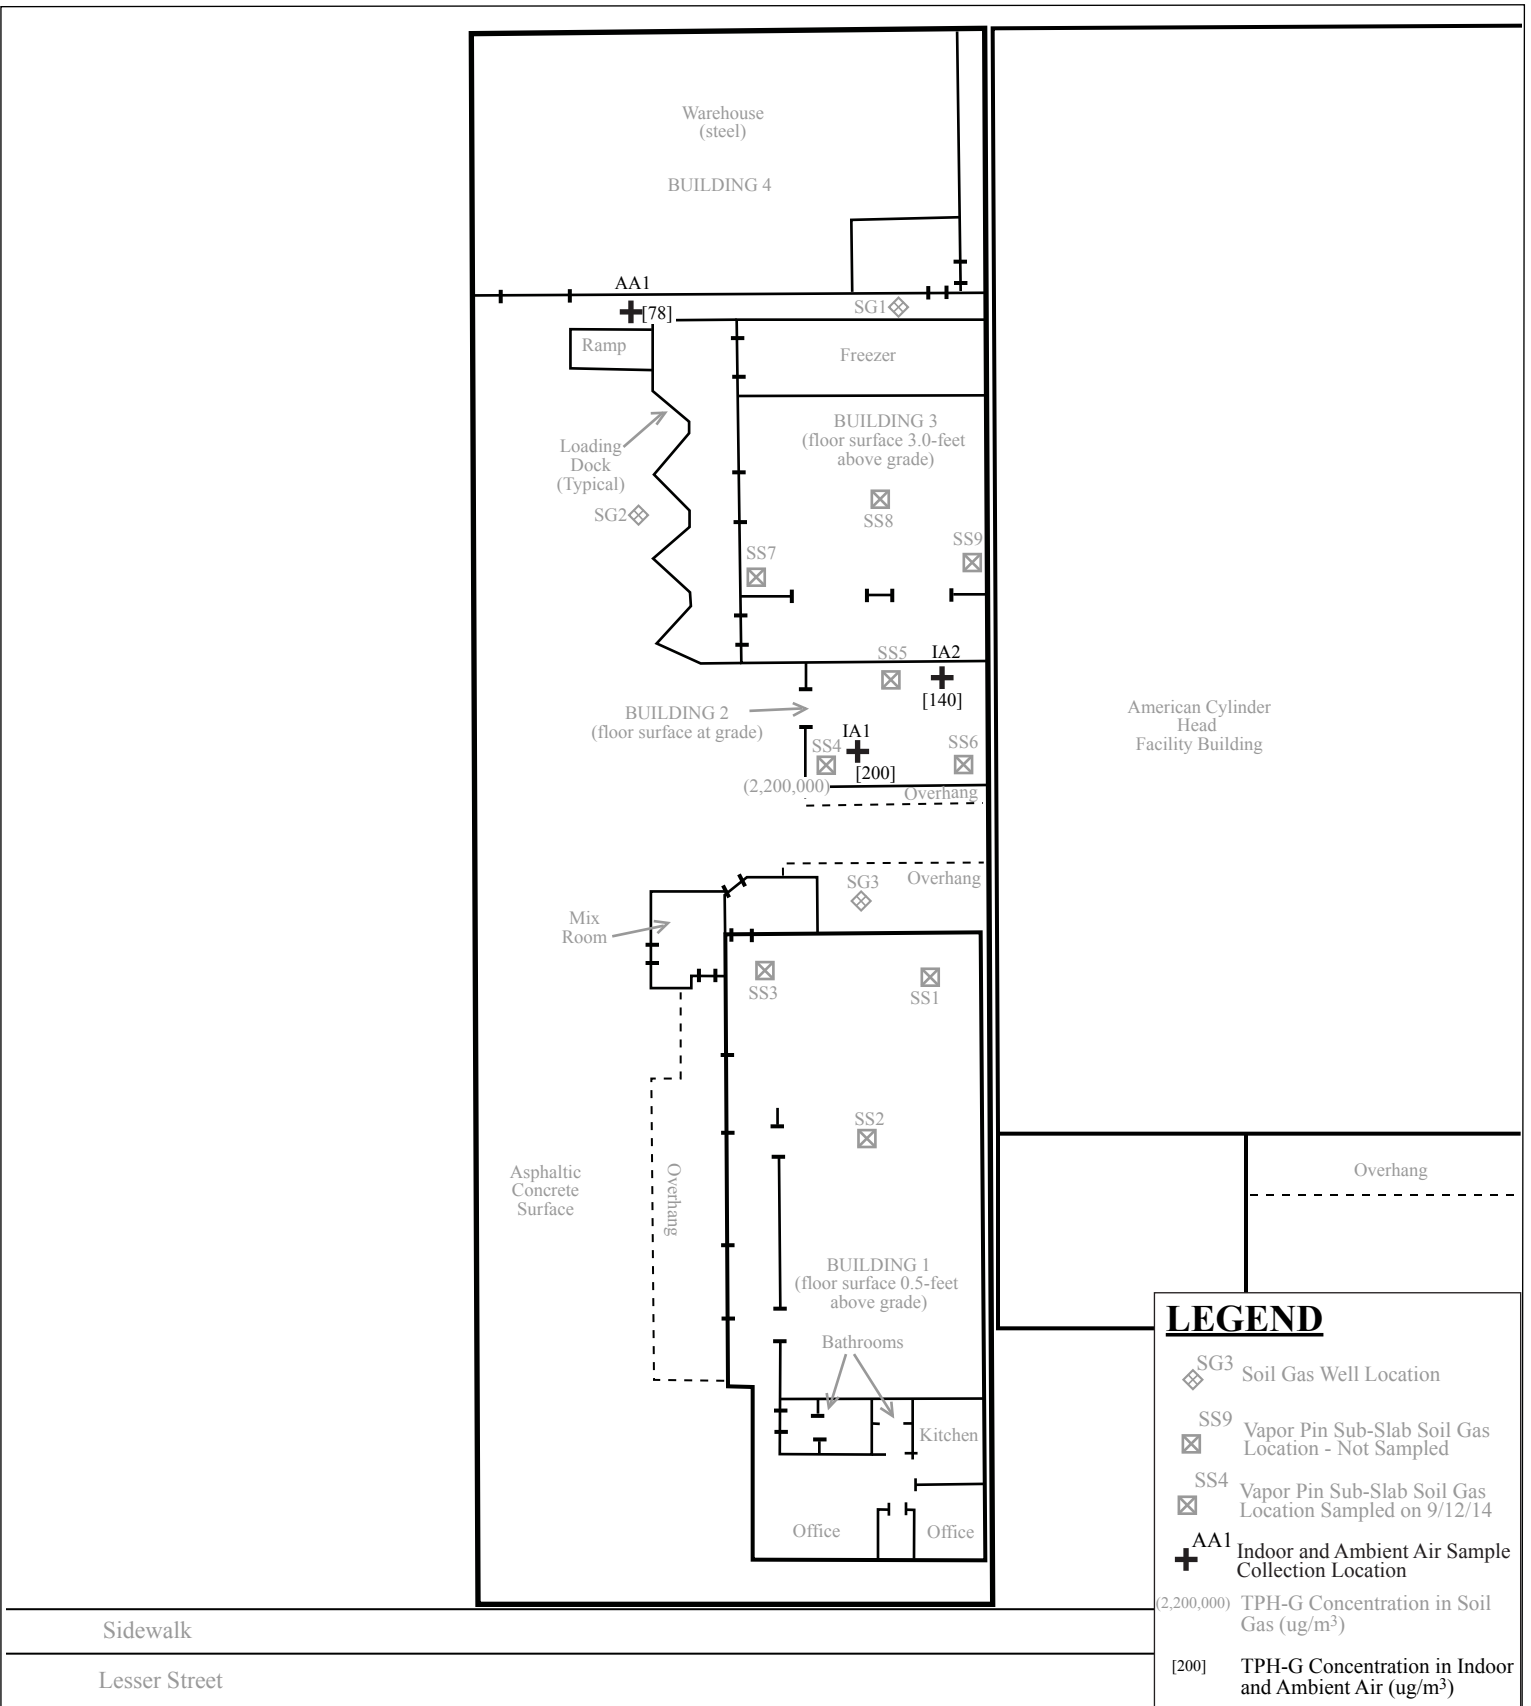 Warehouse
(steel)
BUILDING 4
AA1
[78]
SG1
Ramp
Freezer
BUILDING 3
(floor surface 3.0-feet
above grade)
Loading
Dock
(Typical)
SG2
SS8
SS7
SS9
SS5
IA2
[140]
BUILDING 2
(floor surface at grade)
IA1
SS4
SS6
[200]
(2,200,000)
Overhang
American Cylinder
Head
Facility Building
SG3
Overhang
Mix
Room
SS3
SS1
SS2
Asphaltic
Concrete
Surface
Overhang
Overhang
BUILDING 1
(floor surface 0.5-feet
above grade)
Bathrooms
Kitchen
Office
Office
Sidewalk
Lesser Street
LEGEND
SG3
Soil Gas Well Location
SS9
Vapor Pin Sub-Slab Soil Gas
Location - Not Sampled
SS4
Vapor Pin Sub-Slab Soil Gas
Location Sampled on 9/12/14
AA1
Indoor and Ambient Air Sample
Collection Location
(2,200,000)
TPH-G Concentration in Soil
Gas (ug/m³)
[200]
TPH-G Concentration in Indoor
and Ambient Air (ug/m³)